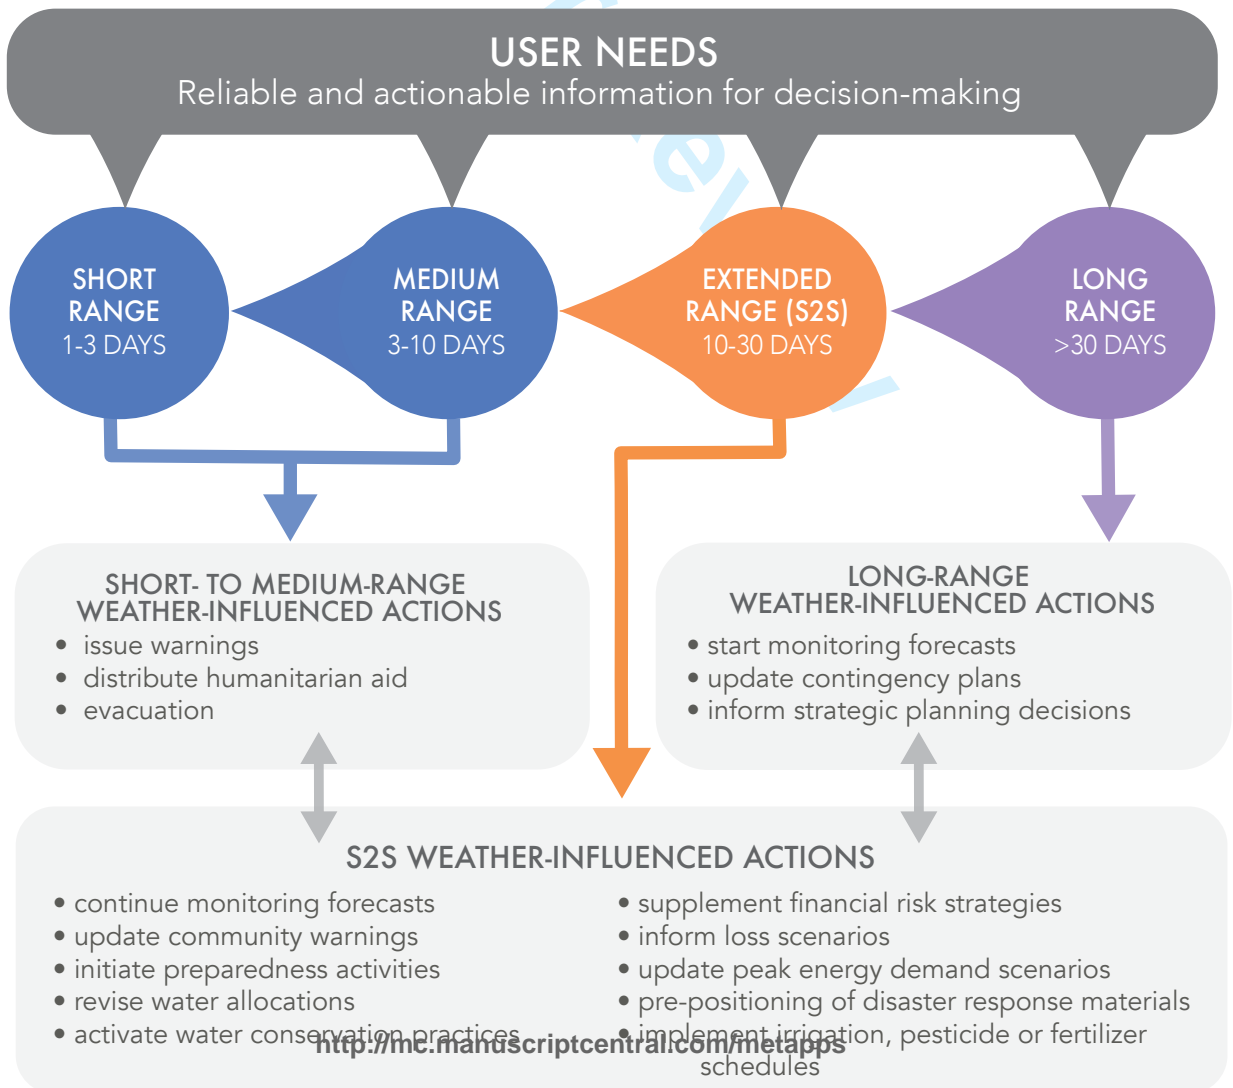 USER NEEDS
Reliable and actionable information for decision-making
SHORT
RANGE
1-3 DAYS
MEDIUM
RANGE
3-10 DAYS
EXTENDED
RANGE (S2S)
10-30 DAYS
LONG
RANGE
>30 DAYS
SHORT- TO MEDIUM-RANGE
WEATHER-INFLUENCED ACTIONS
• issue warnings
• distribute humanitarian aid
• evacuation
LONG-RANGE
WEATHER-INFLUENCED ACTIONS
• start monitoring forecasts
• update contingency plans
• inform strategic planning decisions
S2S WEATHER-INFLUENCED ACTIONS
• continue monitoring forecasts
• update community warnings
• initiate preparedness activities
• revise water allocations
• activate water conservation practices
• supplement financial risk strategies
• inform loss scenarios
• update peak energy demand scenarios
• pre-positioning of disaster response materials
• implement irrigation, pesticide or fertilizer
schedules
http://mc.manuscriptcentral.com/metapps